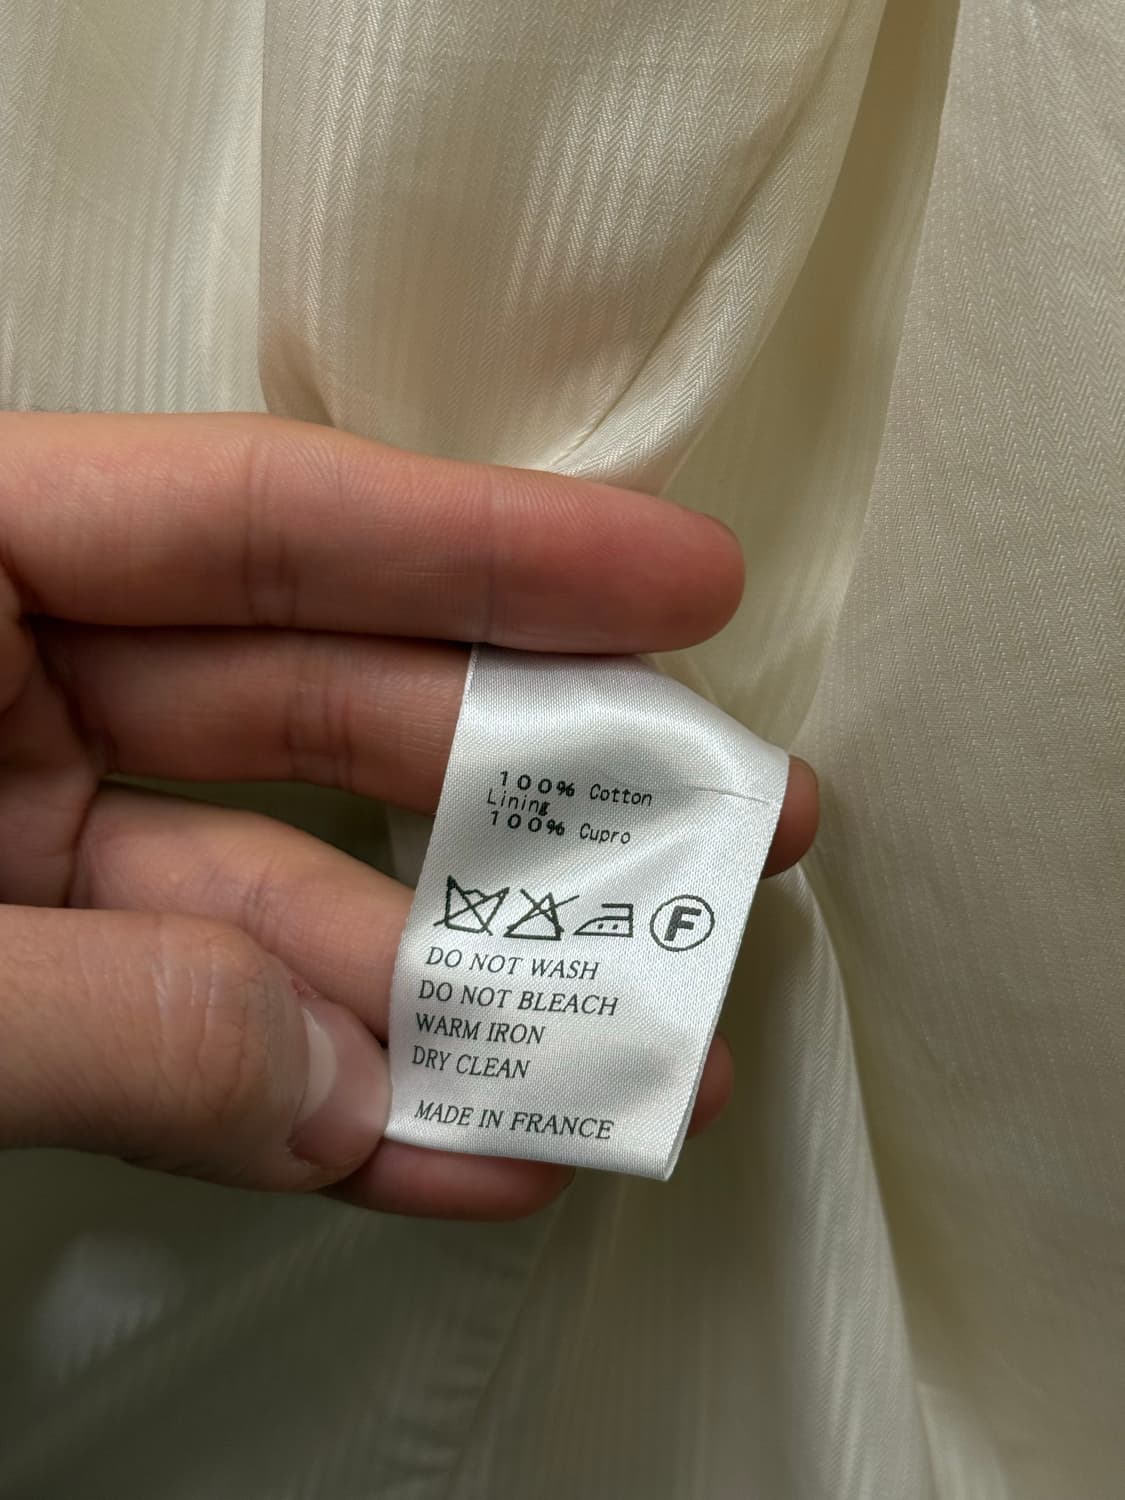 100% Cotton
Lining
100% Cupro
F
DO NOT WASH
DO NOT BLEACH
WARM IRON
DRY CLEAN
MADE IN FRANCE